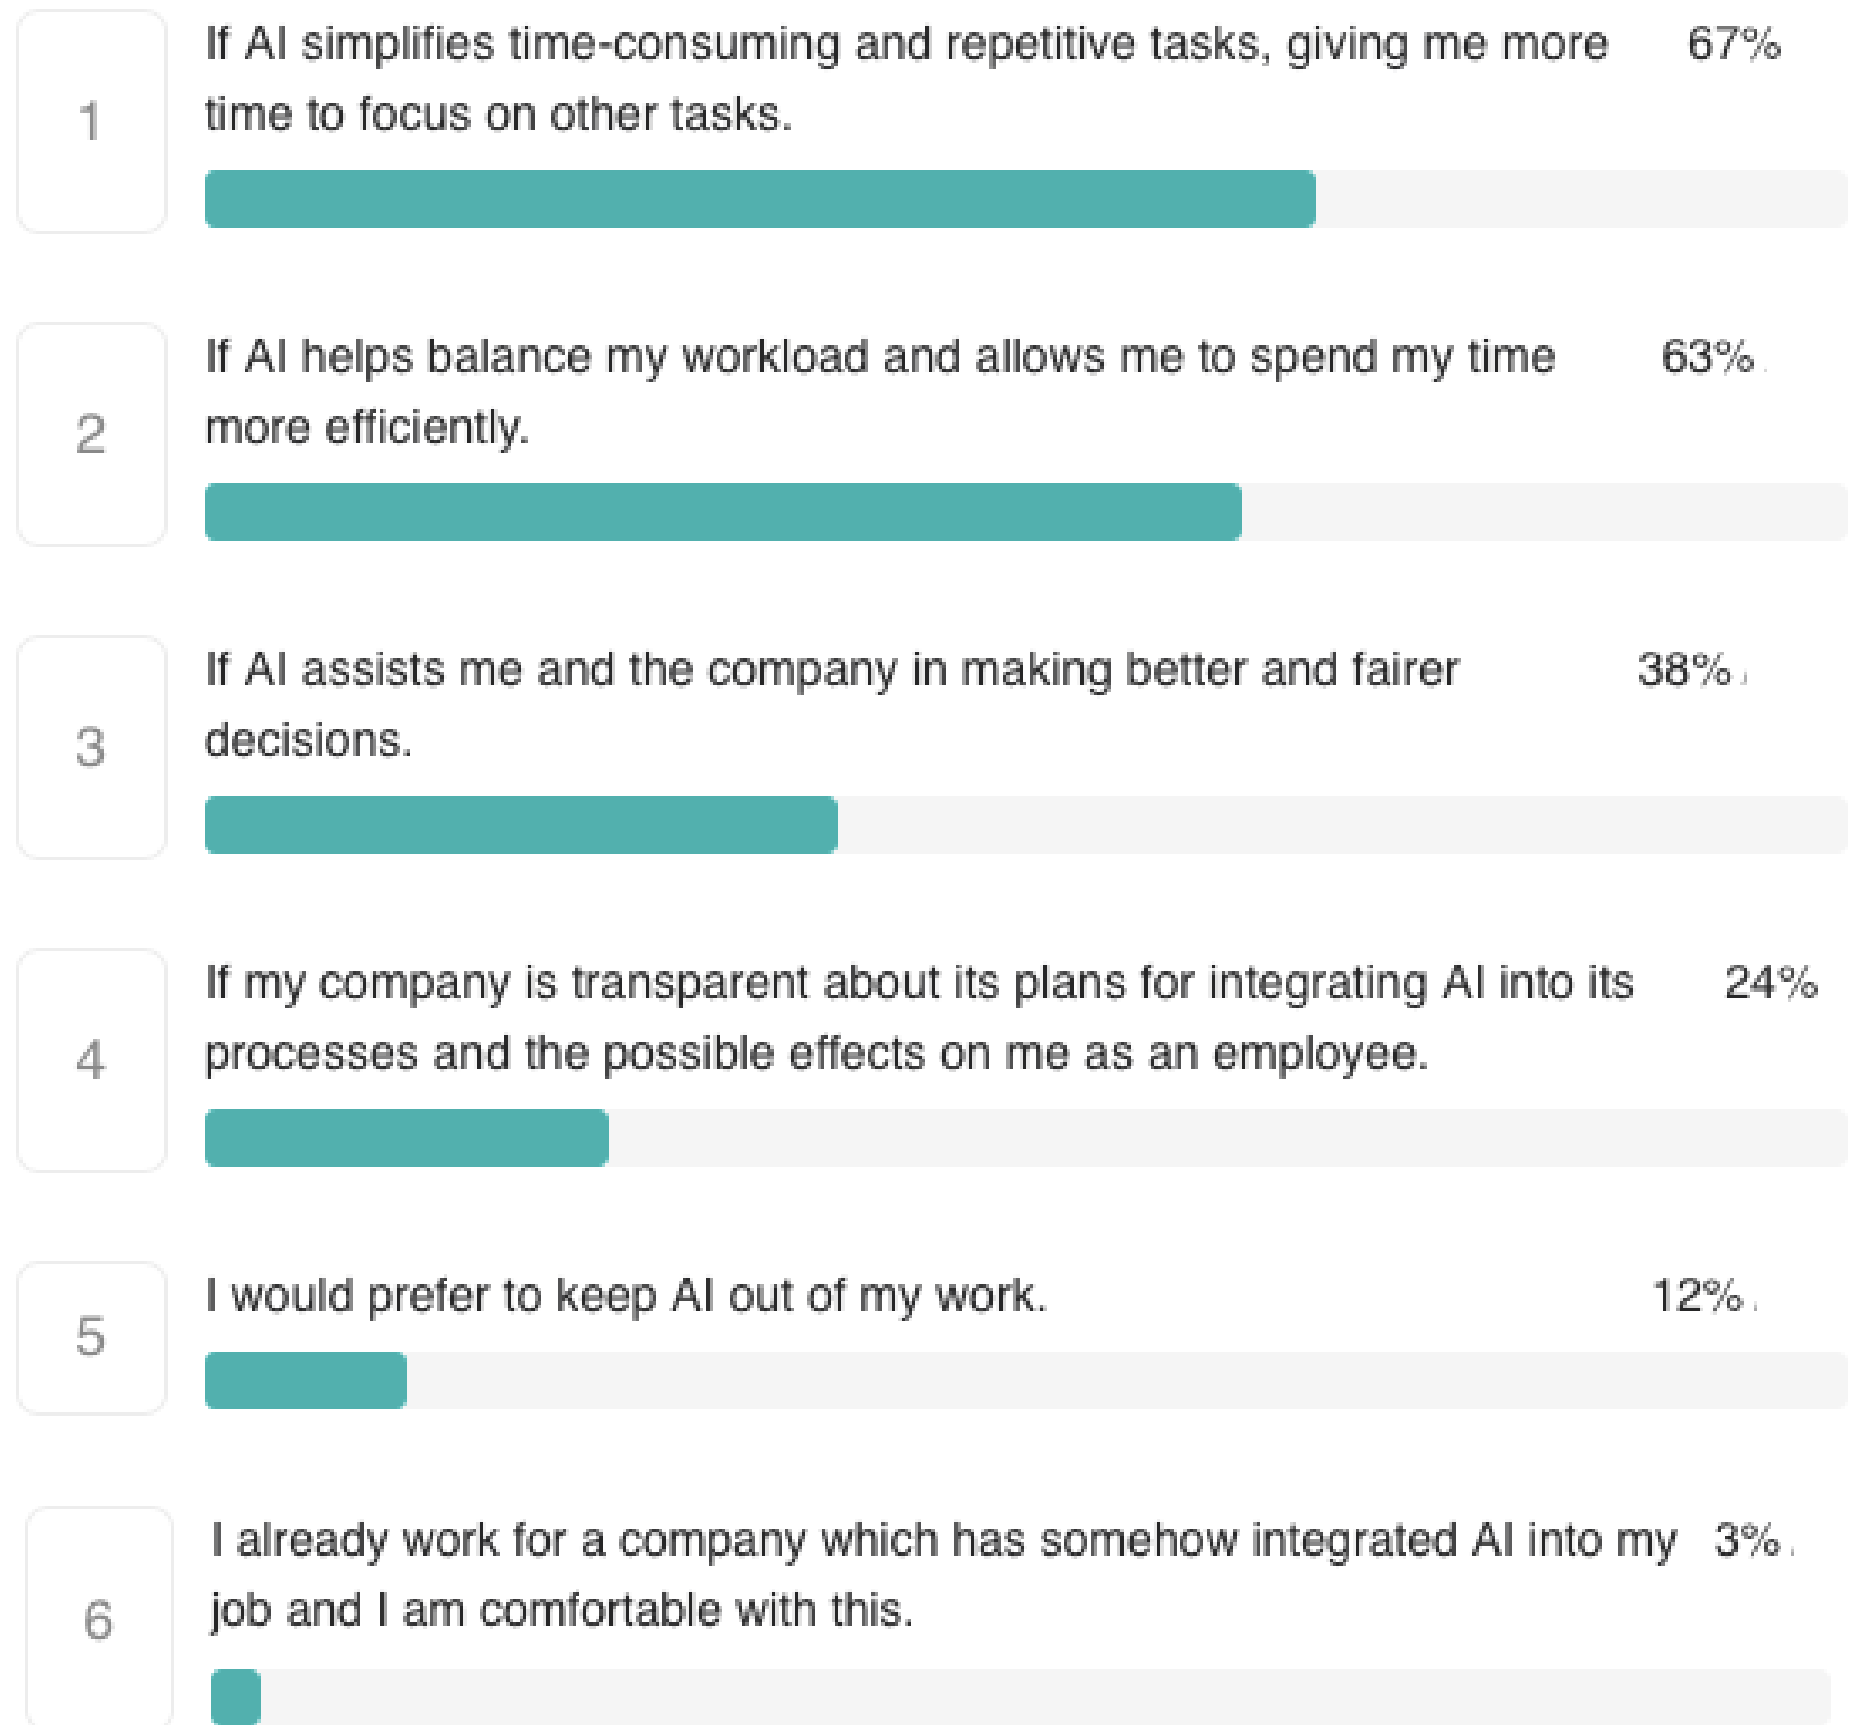 1
If AI simplifies time-consuming and repetitive tasks, giving me more 67%
time to focus on other tasks.
2
If AI helps balance my workload and allows me to spend my time 63%
more efficiently.
3
If AI assists me and the company in making better and fairer 38%
decisions.
4
If my company is transparent about its plans for integrating AI into its 24%
processes and the possible effects on me as an employee.
5
I would prefer to keep AI out of my work. 12%
6
I already work for a company which has somehow integrated AI into my 3%
job and I am comfortable with this.